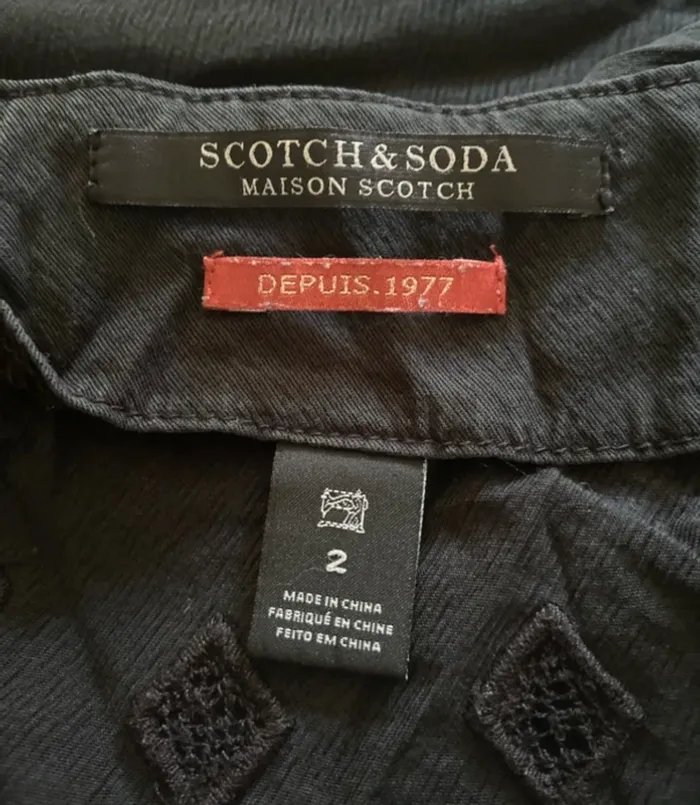 SCOTCH & SODA
MAISON SCOTCH
DEPUIS.1977
2
MADE IN CHINA
FABRIQUÉ EN CHINE
FEITO EM CHINA